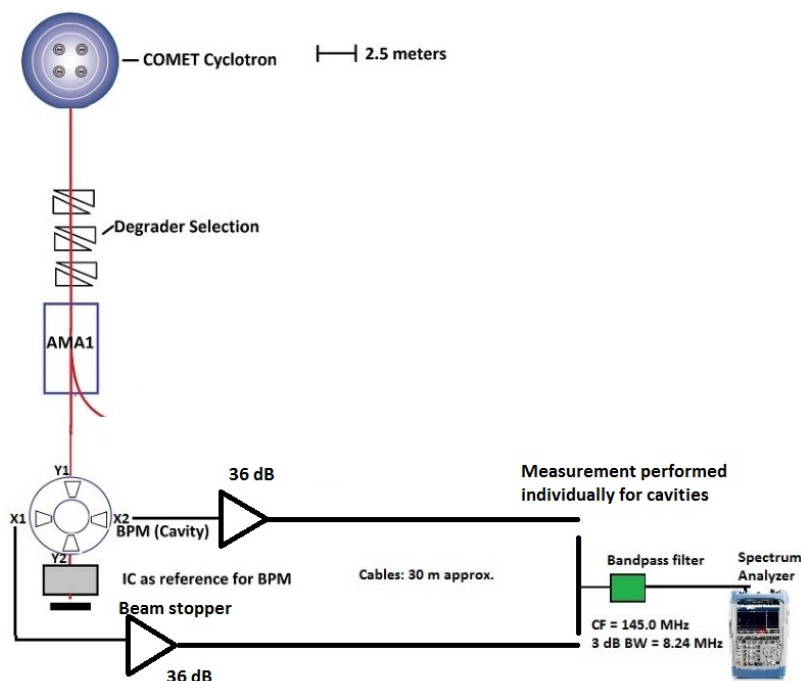 COMET Cyclotron
2.5 meters
Degrader Selection
AMA1
Y1
X1
X2
BPM (Cavity)
Y2
IC as reference for BPM
Beam stopper
36 dB
36 dB
Cables: 30 m approx.
Measurement performed
individually for cavities
Bandpass filter
Spectrum
Analyzer
CF = 145.0 MHz
3 dB BW = 8.24 MHz